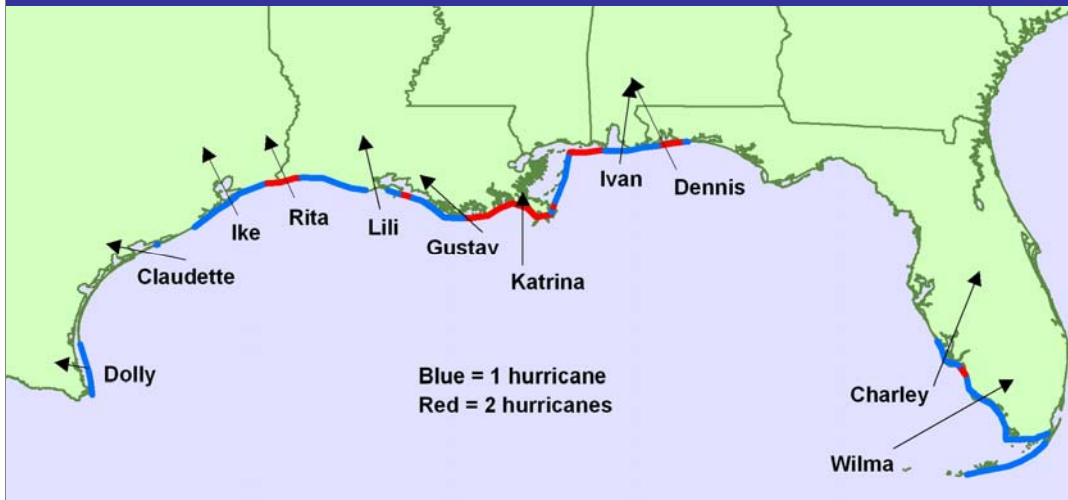 Ivan
Dennis
Rita
Ike
Lili
Gustav
Claudette
Katrina
Dolly
Blue = 1 hurricane
Red = 2 hurricanes
Charley
Wilma